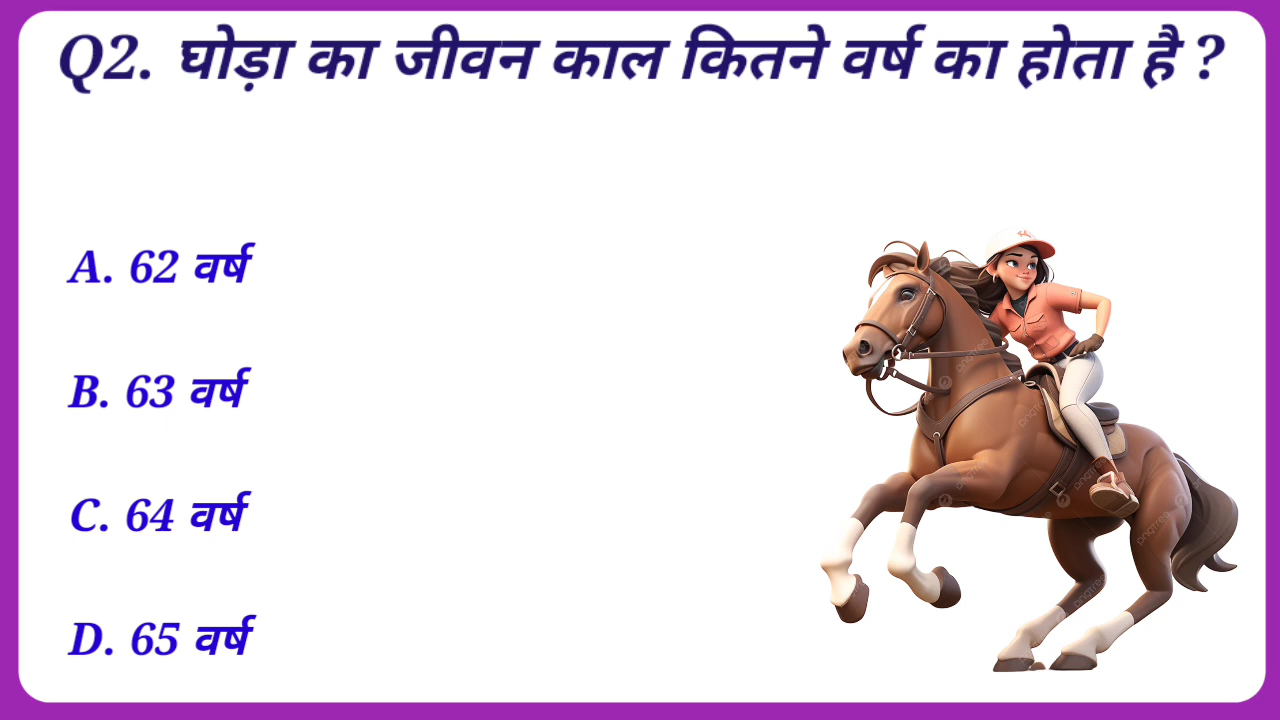 Q2. घोड़ा का जीवन काल कितने वर्ष का होता है ?
A. 62 वर्ष
B. 63 वर्ष
C. 64 वर्ष
D. 65 वर्ष